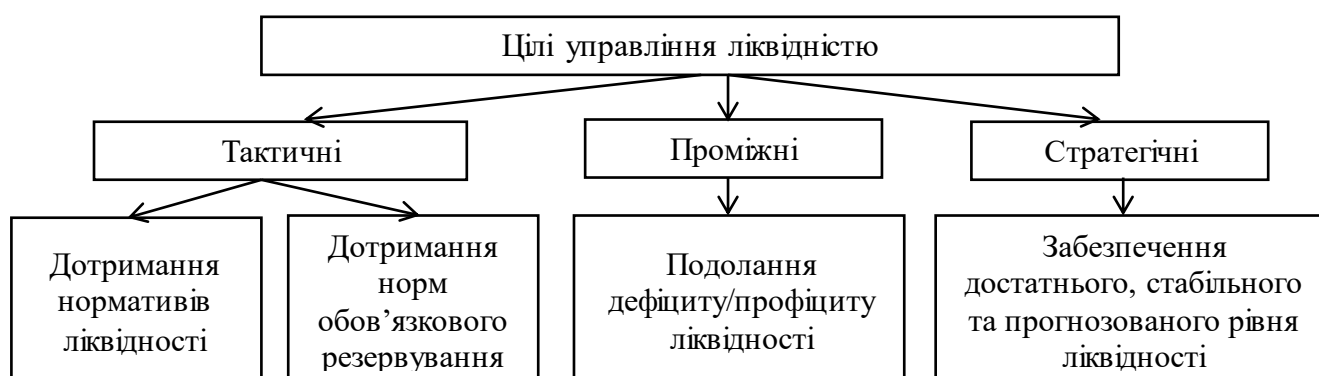 Цілі управління ліквідністю
Тактичні
Проміжні
Стратегічні
Дотримання
нормативів
ліквідності
Дотримання
норм
обов’язкового
резервування
Подолання
дефіциту/профіциту
ліквідності
Забезпечення
достатнього, стабільного
та прогнозованого рівня
ліквідності